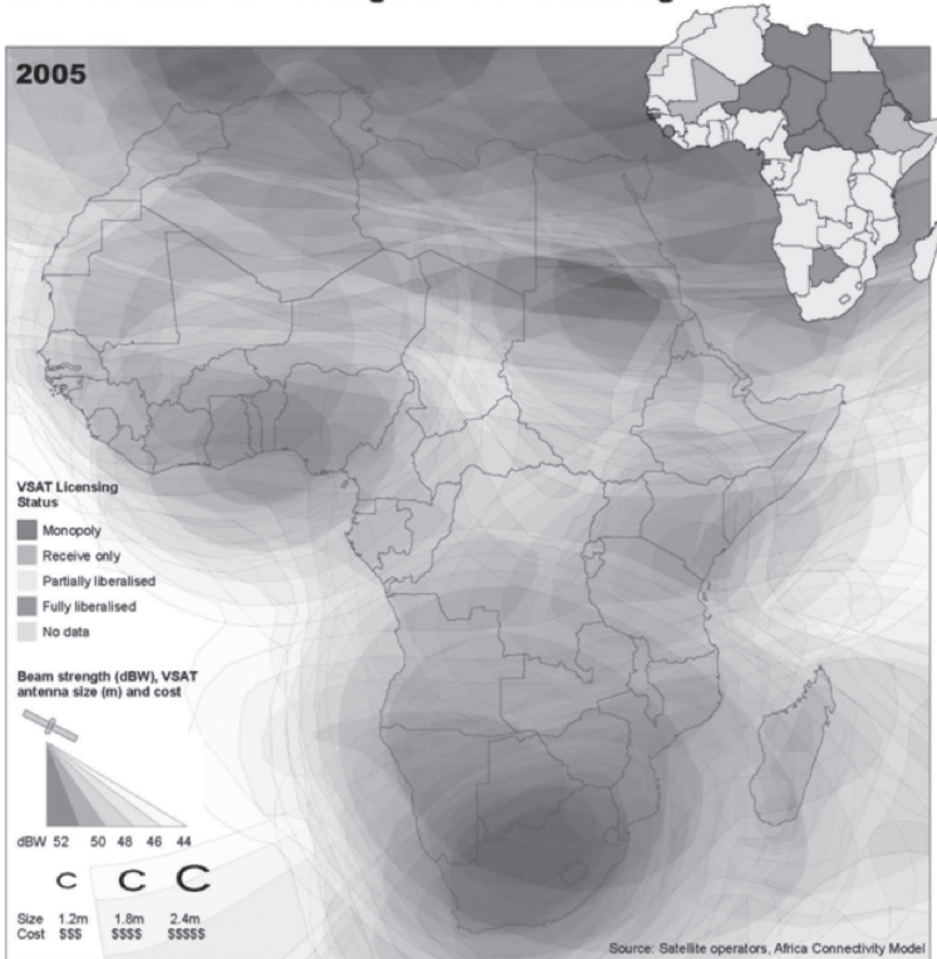 2005
VSAT Licensing
Status
Monopoly
Receive only
Partially liberalised
Fully liberalised
No data
Beam strength (dBW), VSAT
antenna size (m) and cost
dBW 52 50 48 46 44
C C C
Size 1.2m 1.8m 2.4m
Cost $$$ $$$$ $$$$$
Source: Satellite operators, Africa Connectivity Model